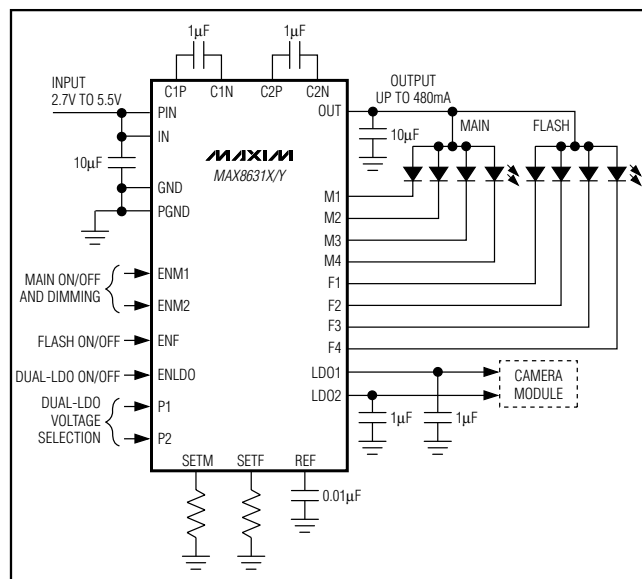 1µF
1µF
INPUT
2.7V TO 5.5V
C1P
C1N
C2P
C2N
OUTPUT
UP TO 480mA
PIN
OUT
IN
10µF
MAIN
FLASH
10µF
MAXIM
MAX8631X/Y
GND
PGND
M1
M2
M3
M4
MAIN ON/OFF
AND DIMMING
ENM1
ENM2
F1
F2
F3
F4
FLASH ON/OFF
ENF
DUAL-LDO ON/OFF
ENLDO
LDO1
LDO2
CAMERA
MODULE
DUAL-LDO
VOLTAGE
SELECTION
P1
P2
1µF
1µF
SETM
SETF
REF
0.01µF